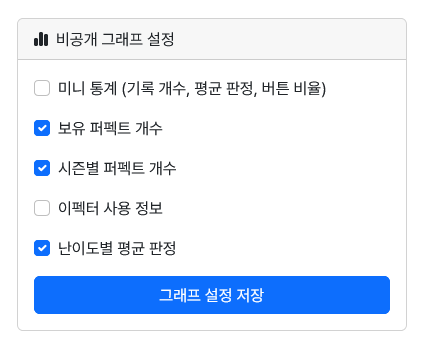 비공개 그래프 설정
미니 통계 (기록 개수, 평균 판정, 버튼 비율)
보유 퍼펙트 개수
시즌별 퍼펙트 개수
이펙터 사용 정보
난이도별 평균 판정
그래프 설정 저장